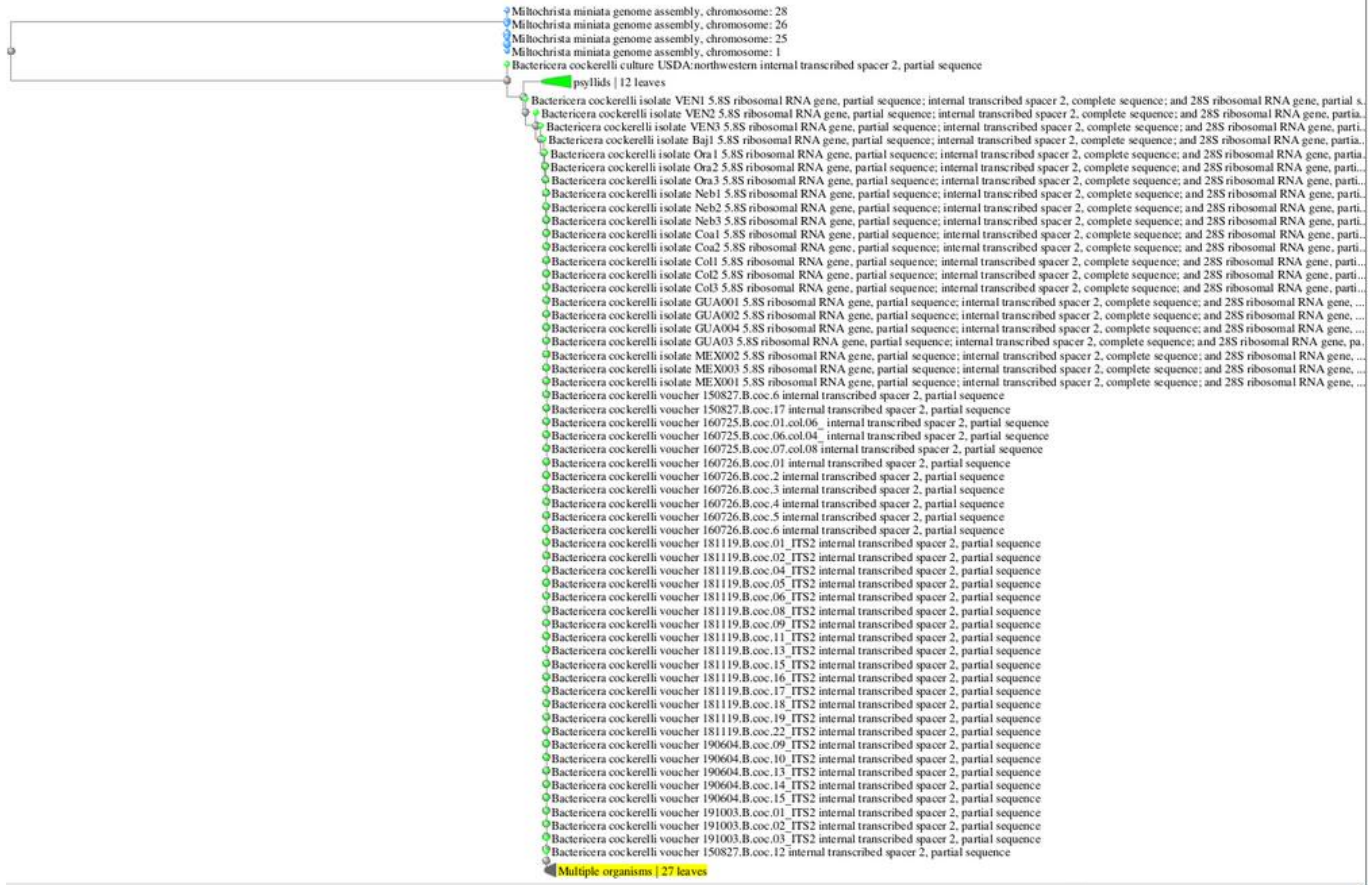 Miltochrista miniata genome assembly, chromosome: 28
Miltochrista miniata genome assembly, chromosome: 26
Miltochrista miniata genome assembly, chromosome: 25
Miltochrista miniata genome assembly, chromosome: 1
Bactericera cockerelli culture USDA:northwestern internal transcribed spacer 2, partial sequence
psyllids | 12 leaves
Bactericera cockerelli isolate VEN1 5.8S ribosomal RNA gene, partial sequence; internal transcribed spacer 2, complete sequence; and 28S ribosomal RNA gene, partial s...
Bactericera cockerelli isolate VEN2 5.8S ribosomal RNA gene, partial sequence; internal transcribed spacer 2, complete sequence; and 28S ribosomal RNA gene, partia...
Bactericera cockerelli isolate VEN3 5.8S ribosomal RNA gene, partial sequence; internal transcribed spacer 2, complete sequence; and 28S ribosomal RNA gene, parti...
Bactericera cockerelli isolate Baj1 5.8S ribosomal RNA gene, partial sequence; internal transcribed spacer 2, complete sequence; and 28S ribosomal RNA gene, partia...
Bactericera cockerelli isolate Ora1 5.8S ribosomal RNA gene, partial sequence; internal transcribed spacer 2, complete sequence; and 28S ribosomal RNA gene, partia...
Bactericera cockerelli isolate Ora2 5.8S ribosomal RNA gene, partial sequence; internal transcribed spacer 2, complete sequence; and 28S ribosomal RNA gene, parti...
Bactericera cockerelli isolate Ora3 5.8S ribosomal RNA gene, partial sequence; internal transcribed spacer 2, complete sequence; and 28S ribosomal RNA gene, parti...
Bactericera cockerelli isolate Neb1 5.8S ribosomal RNA gene, partial sequence; internal transcribed spacer 2, complete sequence; and 28S ribosomal RNA gene, parti...
Bactericera cockerelli isolate Neb2 5.8S ribosomal RNA gene, partial sequence; internal transcribed spacer 2, complete sequence; and 28S ribosomal RNA gene, parti...
Bactericera cockerelli isolate Neb3 5.8S ribosomal RNA gene, partial sequence; internal transcribed spacer 2, complete sequence; and 28S ribosomal RNA gene, parti...
Bactericera cockerelli isolate Coa1 5.8S ribosomal RNA gene, partial sequence; internal transcribed spacer 2, complete sequence; and 28S ribosomal RNA gene, parti...
Bactericera cockerelli isolate Coa2 5.8S ribosomal RNA gene, partial sequence; internal transcribed spacer 2, complete sequence; and 28S ribosomal RNA gene, parti...
Bactericera cockerelli isolate Col1 5.8S ribosomal RNA gene, partial sequence; internal transcribed spacer 2, complete sequence; and 28S ribosomal RNA gene, parti...
Bactericera cockerelli isolate Col2 5.8S ribosomal RNA gene, partial sequence; internal transcribed spacer 2, complete sequence; and 28S ribosomal RNA gene, parti...
Bactericera cockerelli isolate Col3 5.8S ribosomal RNA gene, partial sequence; internal transcribed spacer 2, complete sequence; and 28S ribosomal RNA gene, parti...
Bactericera cockerelli isolate GUA001 5.8S ribosomal RNA gene, partial sequence; internal transcribed spacer 2, complete sequence; and 28S ribosomal RNA gene, ...
Bactericera cockerelli isolate GUA002 5.8S ribosomal RNA gene, partial sequence; internal transcribed spacer 2, complete sequence; and 28S ribosomal RNA gene, ...
Bactericera cockerelli isolate GUA004 5.8S ribosomal RNA gene, partial sequence; internal transcribed spacer 2, complete sequence; and 28S ribosomal RNA gene, ...
Bactericera cockerelli isolate GUA03 5.8S ribosomal RNA gene, partial sequence; internal transcribed spacer 2, complete sequence; and 28S ribosomal RNA gene, pa...
Bactericera cockerelli isolate MEX002 5.8S ribosomal RNA gene, partial sequence; internal transcribed spacer 2, complete sequence; and 28S ribosomal RNA gene, ...
Bactericera cockerelli isolate MEX003 5.8S ribosomal RNA gene, partial sequence; internal transcribed spacer 2, complete sequence; and 28S ribosomal RNA gene, ...
Bactericera cockerelli isolate MEX001 5.8S ribosomal RNA gene, partial sequence; internal transcribed spacer 2, complete sequence; and 28S ribosomal RNA gene, ...
Bactericera cockerelli voucher 150827.B.coc.6 internal transcribed spacer 2, partial sequence
Bactericera cockerelli voucher 150827.B.coc.17 internal transcribed spacer 2, partial sequence
Bactericera cockerelli voucher 160725.B.coc.01.col.06_ internal transcribed spacer 2, partial sequence
Bactericera cockerelli voucher 160725.B.coc.06.col.04_ internal transcribed spacer 2, partial sequence
Bactericera cockerelli voucher 160725.B.coc.07.col.08 internal transcribed spacer 2, partial sequence
Bactericera cockerelli voucher 160726.B.coc.01 internal transcribed spacer 2, partial sequence
Bactericera cockerelli voucher 160726.B.coc.2 internal transcribed spacer 2, partial sequence
Bactericera cockerelli voucher 160726.B.coc.3 internal transcribed spacer 2, partial sequence
Bactericera cockerelli voucher 160726.B.coc.4 internal transcribed spacer 2, partial sequence
Bactericera cockerelli voucher 160726.B.coc.5 internal transcribed spacer 2, partial sequence
Bactericera cockerelli voucher 160726.B.coc.6 internal transcribed spacer 2, partial sequence
Bactericera cockerelli voucher 181119.B.coc.01_ITS2 internal transcribed spacer 2, partial sequence
Bactericera cockerelli voucher 181119.B.coc.02_ITS2 internal transcribed spacer 2, partial sequence
Bactericera cockerelli voucher 181119.B.coc.04_ITS2 internal transcribed spacer 2, partial sequence
Bactericera cockerelli voucher 181119.B.coc.05_ITS2 internal transcribed spacer 2, partial sequence
Bactericera cockerelli voucher 181119.B.coc.06_ITS2 internal transcribed spacer 2, partial sequence
Bactericera cockerelli voucher 181119.B.coc.08_ITS2 internal transcribed spacer 2, partial sequence
Bactericera cockerelli voucher 181119.B.coc.09_ITS2 internal transcribed spacer 2, partial sequence
Bactericera cockerelli voucher 181119.B.coc.11_ITS2 internal transcribed spacer 2, partial sequence
Bactericera cockerelli voucher 181119.B.coc.13_ITS2 internal transcribed spacer 2, partial sequence
Bactericera cockerelli voucher 181119.B.coc.15_ITS2 internal transcribed spacer 2, partial sequence
Bactericera cockerelli voucher 181119.B.coc.16_ITS2 internal transcribed spacer 2, partial sequence
Bactericera cockerelli voucher 181119.B.coc.17_ITS2 internal transcribed spacer 2, partial sequence
Bactericera cockerelli voucher 181119.B.coc.18_ITS2 internal transcribed spacer 2, partial sequence
Bactericera cockerelli voucher 181119.B.coc.19_ITS2 internal transcribed spacer 2, partial sequence
Bactericera cockerelli voucher 181119.B.coc.22_ITS2 internal transcribed spacer 2, partial sequence
Bactericera cockerelli voucher 190604.B.coc.09_ITS2 internal transcribed spacer 2, partial sequence
Bactericera cockerelli voucher 190604.B.coc.10_ITS2 internal transcribed spacer 2, partial sequence
Bactericera cockerelli voucher 190604.B.coc.13_ITS2 internal transcribed spacer 2, partial sequence
Bactericera cockerelli voucher 190604.B.coc.14_ITS2 internal transcribed spacer 2, partial sequence
Bactericera cockerelli voucher 190604.B.coc.15_ITS2 internal transcribed spacer 2, partial sequence
Bactericera cockerelli voucher 191003.B.coc.01_ITS2 internal transcribed spacer 2, partial sequence
Bactericera cockerelli voucher 191003.B.coc.02_ITS2 internal transcribed spacer 2, partial sequence
Bactericera cockerelli voucher 191003.B.coc.03_ITS2 internal transcribed spacer 2, partial sequence
Bactericera cockerelli voucher 150827.B.coc.12 internal transcribed spacer 2, partial sequence
Multiple organisms | 27 leaves